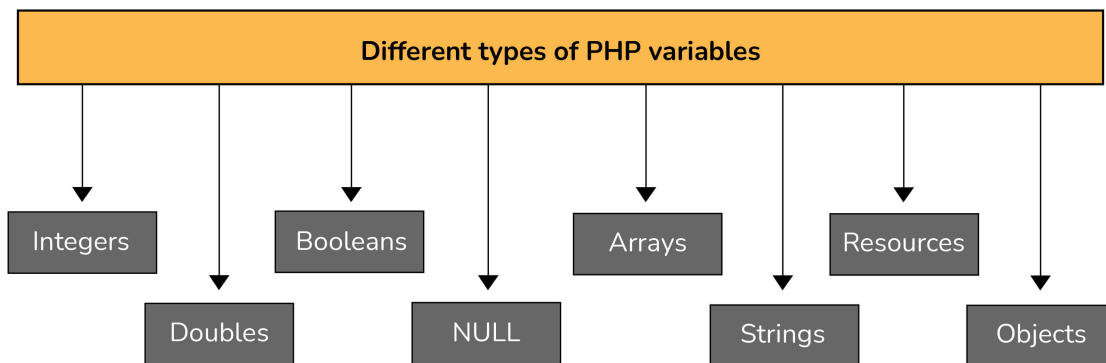 Different types of PHP variables
Integers
Booleans
Arrays
Resources
Doubles
NULL
Strings
Objects